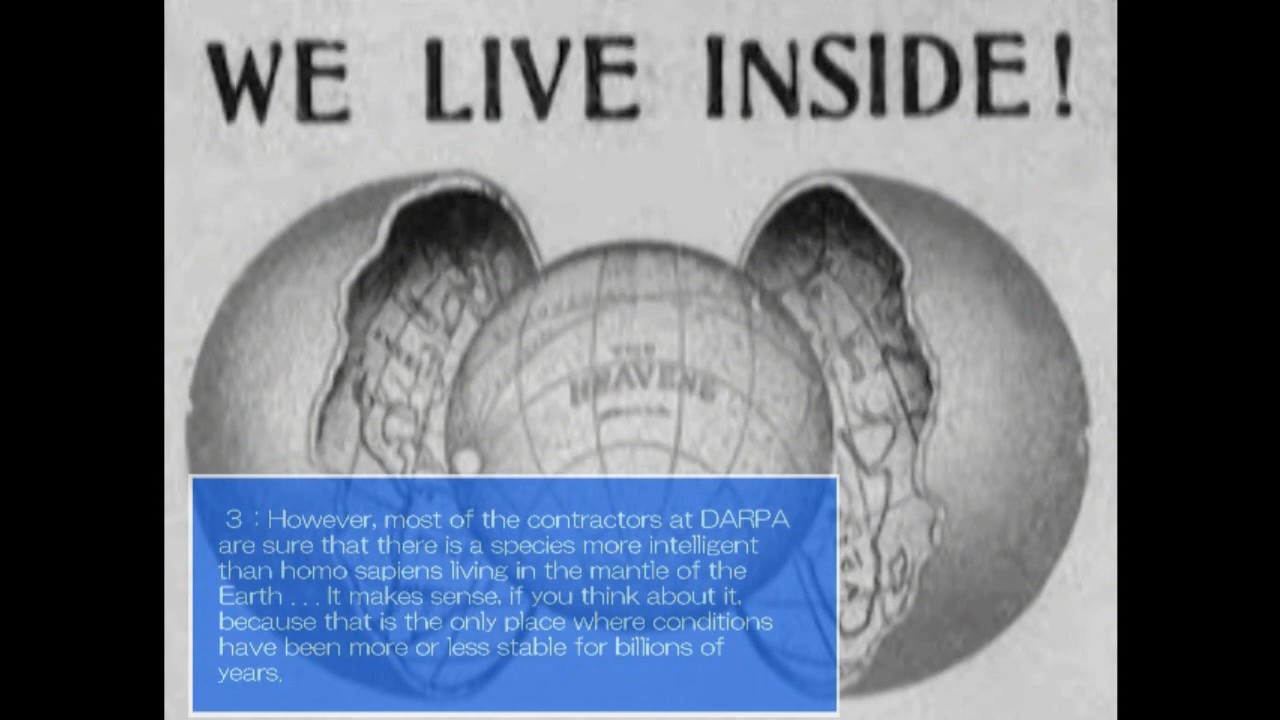 WE LIVE INSIDE!
THE
HEAVENS
3 : However, most of the contractors at DARPA
are sure that there is a species more intelligent
than homo sapiens living in the mantle of the
Earth . . . It makes sense, if you think about it,
because that is the only place where conditions
have been more or less stable for billions of
years.